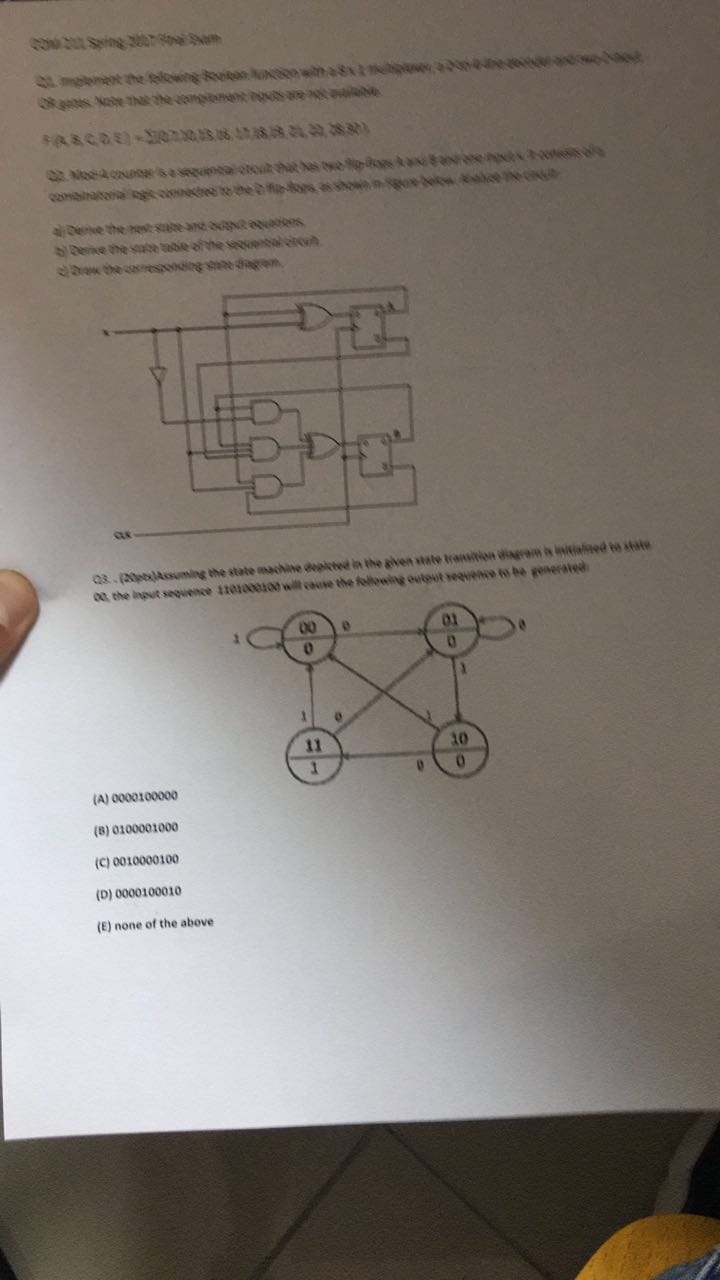 COM 211 Spring 2017 Final Exam
Q1. Implement the following Boolean function with a 8 x 1 multiplexer, a 2-to-4-line decoder and two 2-input
OR gates. Note that the complement inputs are not available.
F (A, B, C, D, E) = Σ(0,7,10,15,16, 17,18,19, 21,
Q2. Mod-4 counter is a sequential circuit that has two flip-flops A and B and one input x. It consists of a
combinatorial logic connected to the D flip-flops, as shown in figure below. Analyze the circuit:
a) Derive the next state and output equations.
b) Derive the state table of the sequential circuit.
c) Draw the corresponding state diagram.
A
B
CLK
Q3. . (20pts)Assuming the state machine depicted in the given state transition diagram is initialized to state
00, the input sequence 1101000100 will cause the following output sequence to be generated:
1 00 0 0 01 0 0
1
1 0 1
11 1 0 10 0
(A) 0000100000
(B) 0100001000
(C) 0010000100
(D) 0000100010
(E) none of the above